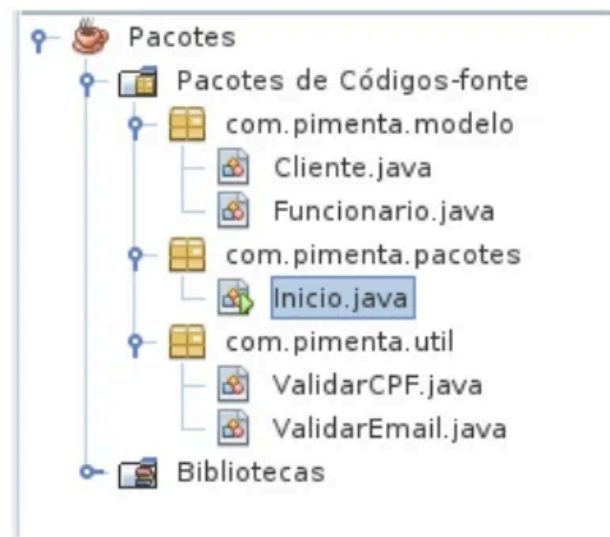 Pacotes
Pacotes de Códigos-fonte
com.pimenta.modelo
Cliente.java
Funcionario.java
com.pimenta.pacotes
Inicio.java
com.pimenta.util
ValidarCPF.java
ValidarEmail.java
Bibliotecas